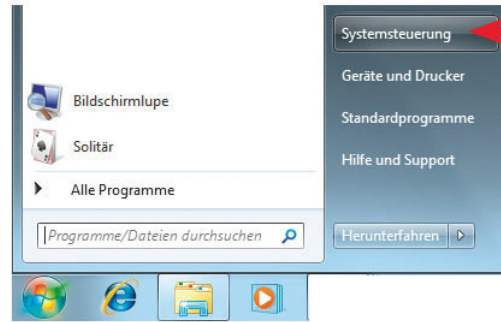 Systemsteuerung
Geräte und Drucker
Bildschirmlupe
Standardprogramme
Solitär
Hilfe und Support
Alle Programme
Programme/Dateien durchsuchen
Herunterfahren